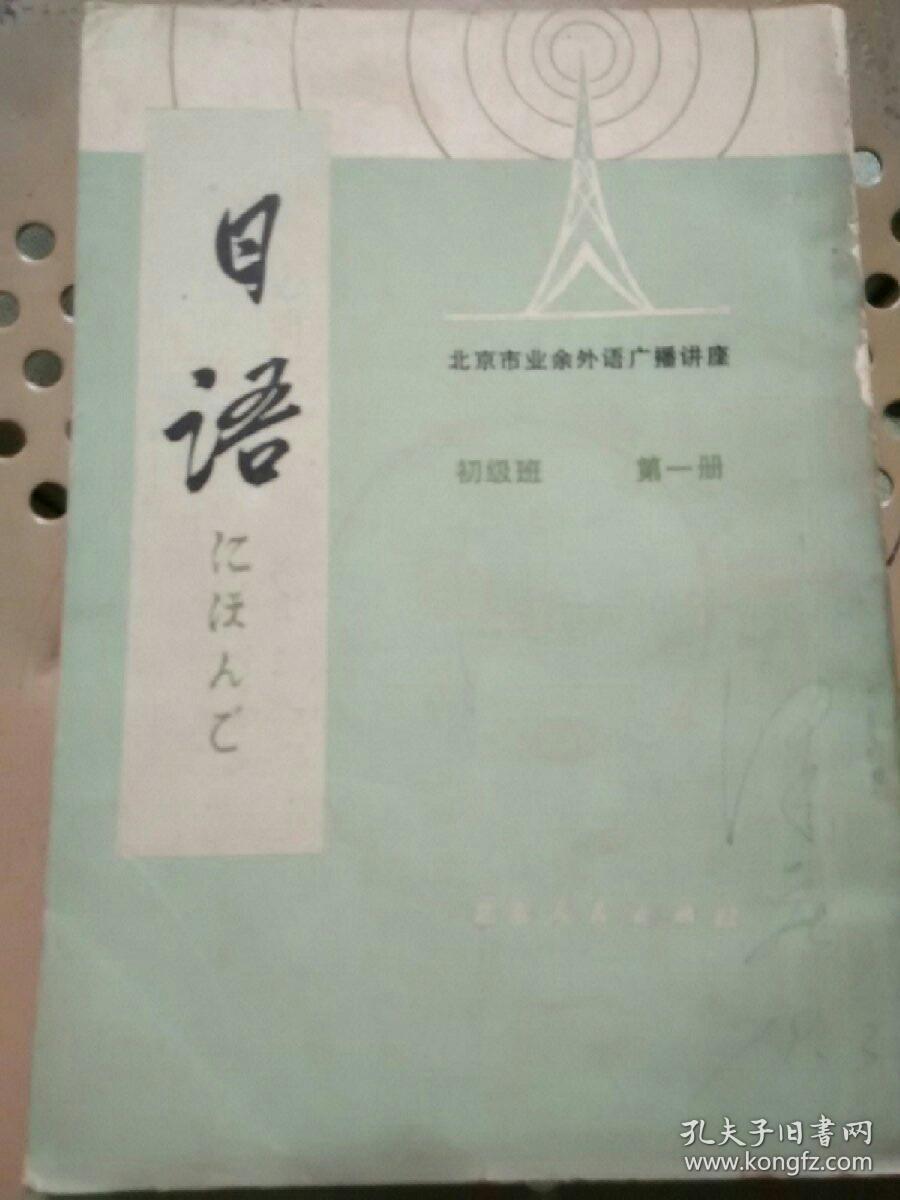 日语
にほんご
北京市业余外语广播讲座
初级班 第一册
孔夫子旧书网
www.kongfz.com